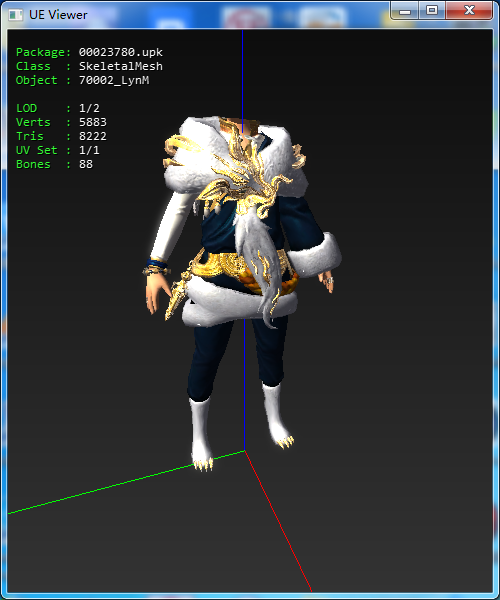 UE Viewer
Package: 00023780.upk
Class : SkeletalMesh
Object : 70002_LynM
LOD : 1/2
Verts : 5883
Tris : 8222
UV Set : 1/1
Bones : 88